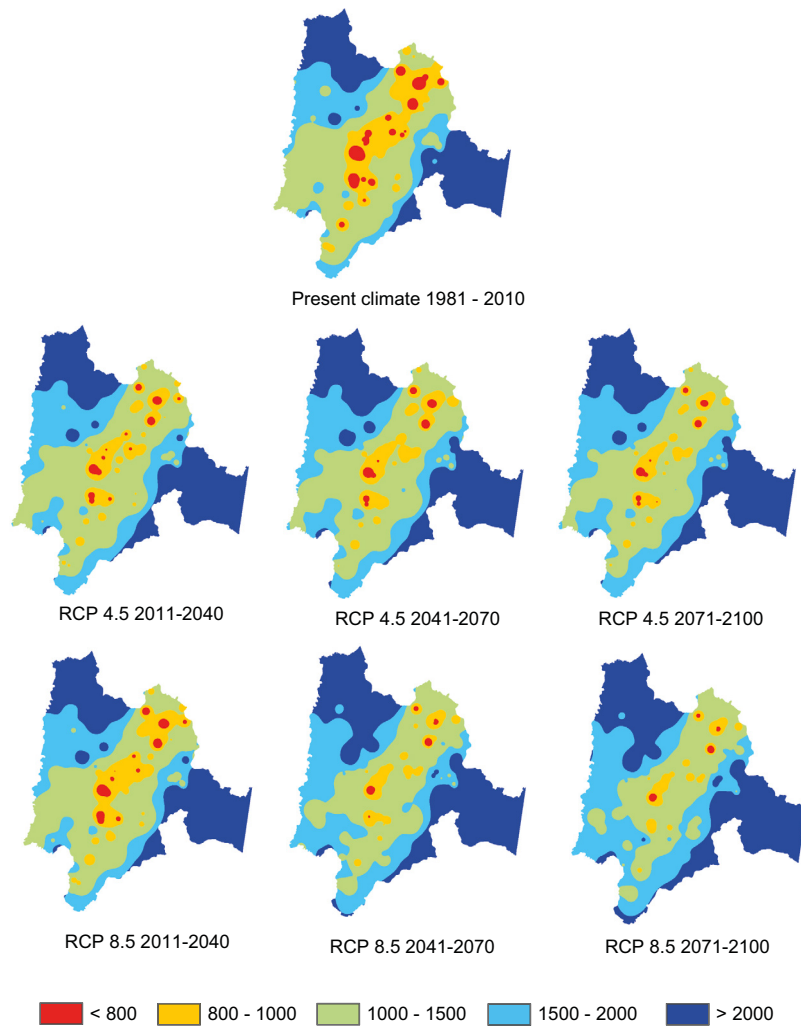 Present climate 1981 - 2010
RCP 4.5 2011-2040
RCP 4.5 2041-2070
RCP 4.5 2071-2100
RCP 8.5 2011-2040
RCP 8.5 2041-2070
RCP 8.5 2071-2100
< 800
800 - 1000
1000 - 1500
1500 - 2000
> 2000